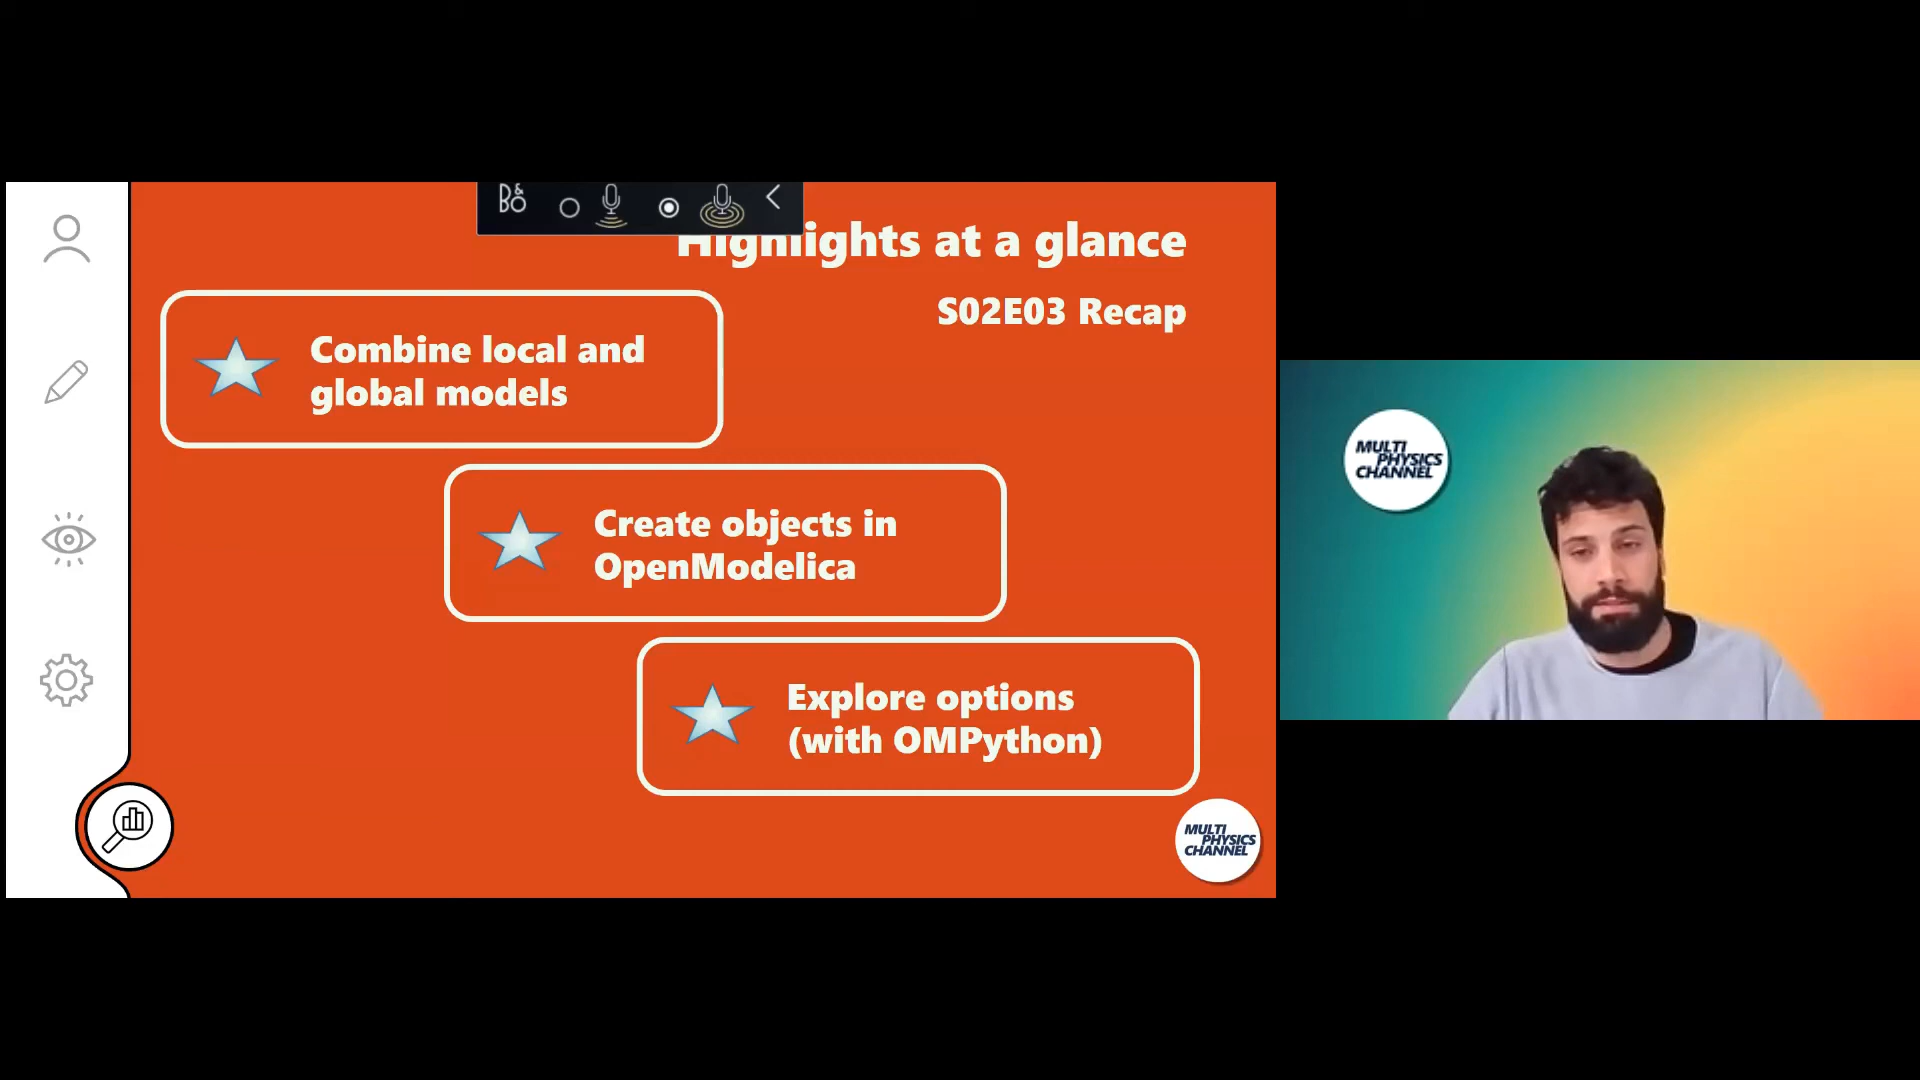 Highlights at a glance
S02E03 Recap
Combine local and
global models
Create objects in
OpenModelica
Explore options
(with OMPython)
MULTI
PHYSICS
CHANNEL
MULTI
PHYSICS
CHANNEL